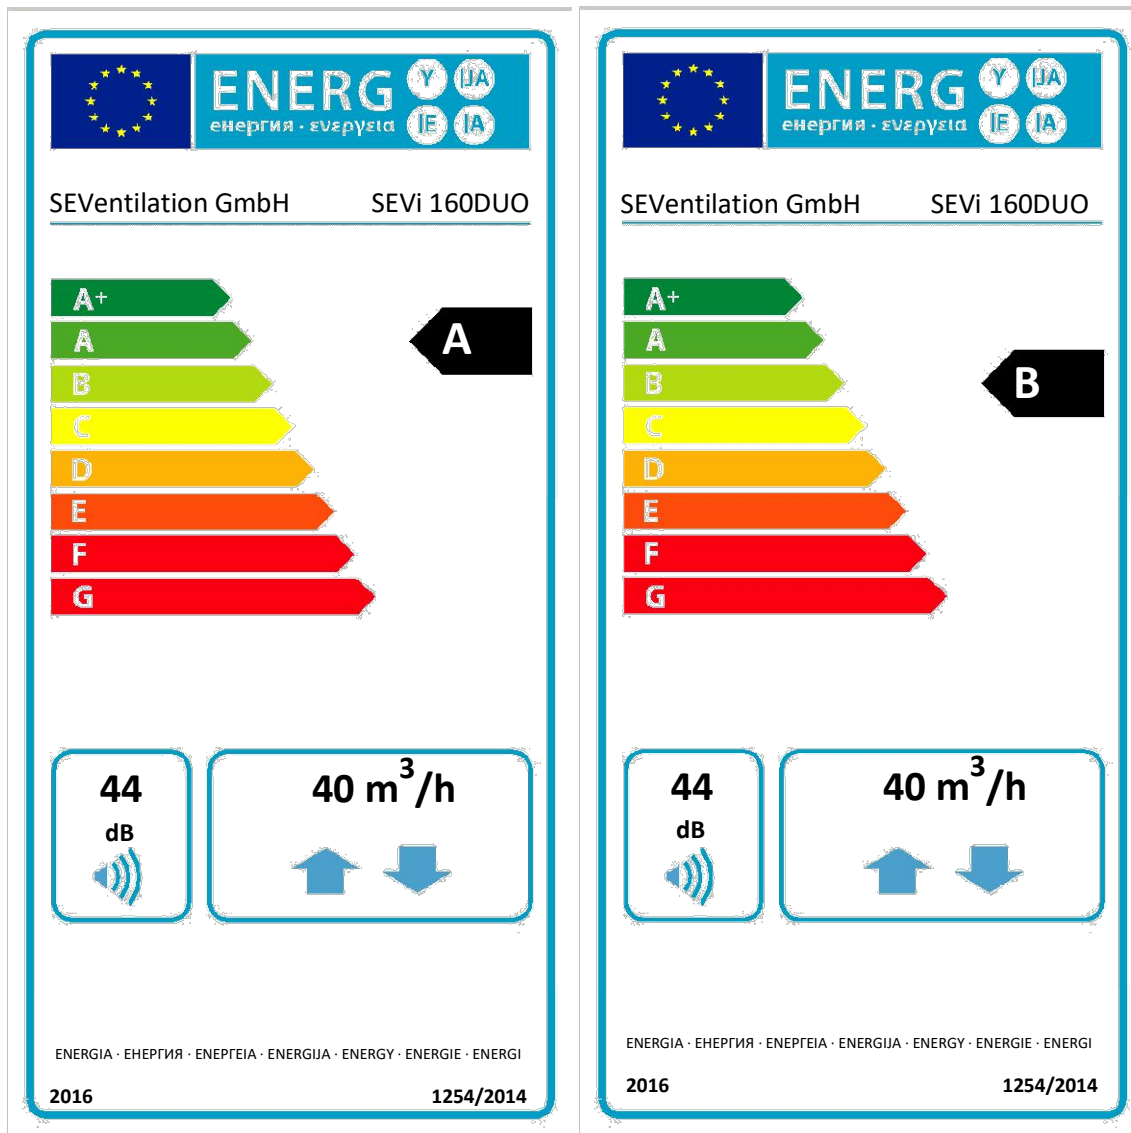 ENERG Y IJA
енергия · ενεργεια IE IA
SEVentilation GmbH SEVi 160DUO
A+
A
B
C
D
E
F
G
A
44
dB
40 m³/h
ENERGIA · ЕНЕРГИЯ · ΕΝΕΡΓΕΙΑ · ENERGIJA · ENERGY · ENERGIE · ENERGI
2016 1254/2014
ENERG Y IJA
енергия · ενεργεια IE IA
SEVentilation GmbH SEVi 160DUO
A+
A
B
C
D
E
F
G
B
44
dB
40 m³/h
ENERGIA · ЕНЕРГИЯ · ΕΝΕΡΓΕΙΑ · ENERGIJA · ENERGY · ENERGIE · ENERGI
2016 1254/2014